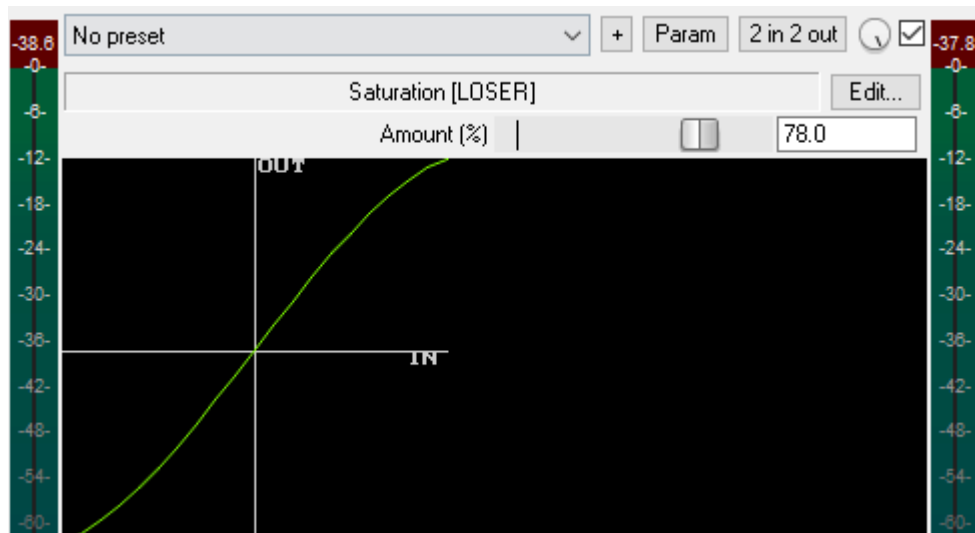 -38.6 No preset + Param 2 in 2 out -37.8
Saturation [LOSER] Edit...
Amount (%) 78.0
-0- -0-
-6- -6-
-12- OUT -12-
-18- -18-
-24- -24-
-30- -30-
-36- IN -36-
-42- -42-
-48- -48-
-54- -54-
-60- -60-